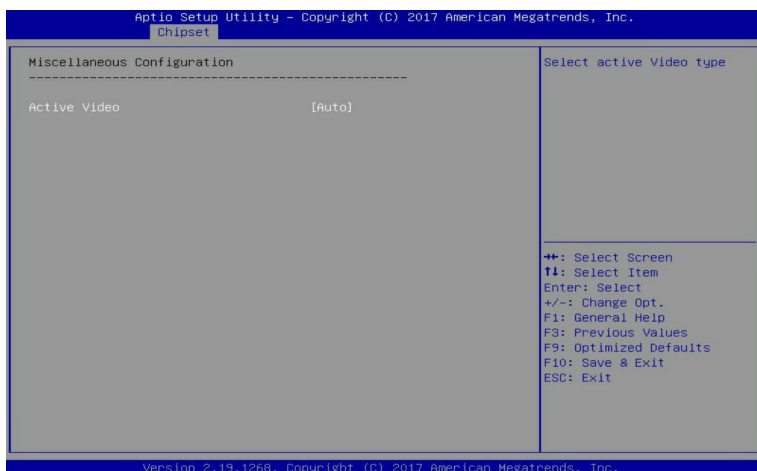 Aptio Setup Utility – Copyright (C) 2017 American Megatrends, Inc.
Chipset
Miscellaneous Configuration
--------------------------------------------------
Active Video [Auto]
Select active Video type
→←: Select Screen
↑↓: Select Item
Enter: Select
+/-: Change Opt.
F1: General Help
F3: Previous Values
F9: Optimized Defaults
F10: Save & Exit
ESC: Exit
Version 2.19.1268. Copyright (C) 2017 American Megatrends, Inc.